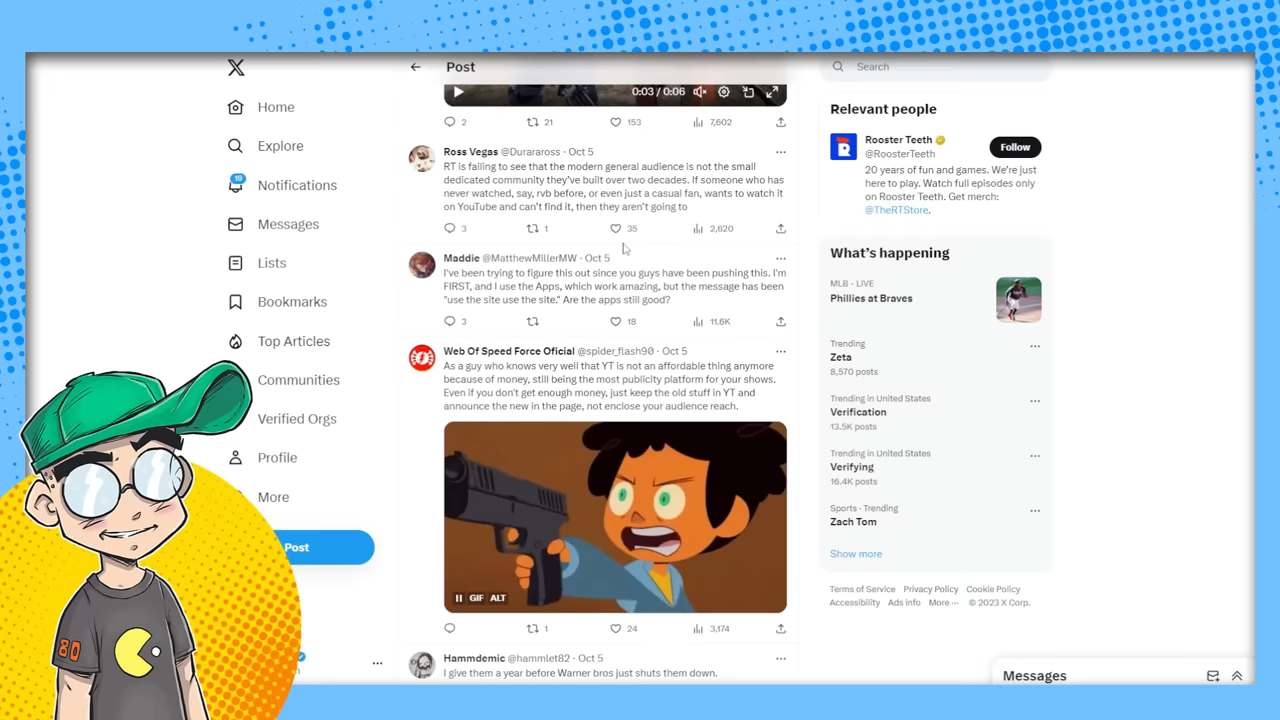 Home
Explore
19
Notifications
Messages
Lists
Bookmarks
Top Articles
Communities
Verified Orgs
Profile
More
Post
80
Post
0:03 / 0:06
2 21 153 7,602
Ross Vegas @Duraraross · Oct 5
RT is failing to see that the modern general audience is not the small
dedicated community they've built over two decades. If someone who has
never watched, say, rvb before, or even just a casual fan, wants to watch it
on YouTube and can't find it, then they aren't going to
3 1 35 2,620
Maddie @MatthewMillerMW · Oct 5
I've been trying to figure this out since you guys have been pushing this. I'm
FIRST, and I use the Apps, which work amazing, but the message has been
"use the site use the site." Are the apps still good?
3 18 11.6K
Web Of Speed Force Oficial @spider_flash90 · Oct 5
As a guy who knows very well that YT is not an affordable thing anymore
because of money, still being the most publicity platform for your shows.
Even if you don't get enough money, just keep the old stuff in YT and
announce the new in the page, not enclose your audience reach.
GIF ALT
1 24 3,174
Hammdemic @hammlet82 · Oct 5
I give them a year before Warner bros just shuts them down.
Search
Relevant people
Rooster Teeth
@RoosterTeeth
Follow
20 years of fun and games. We're just
here to play. Watch full episodes only
on Rooster Teeth. Get merch:
@TheRTStore.
What's happening
MLB · LIVE
Phillies at Braves
Trending
Zeta
8,570 posts
Trending in United States
Verification
13.5K posts
Trending in United States
Verifying
16.4K posts
Sports · Trending
Zach Tom
Show more
Terms of Service Privacy Policy Cookie Policy
Accessibility Ads info More ··· © 2023 X Corp.
Messages